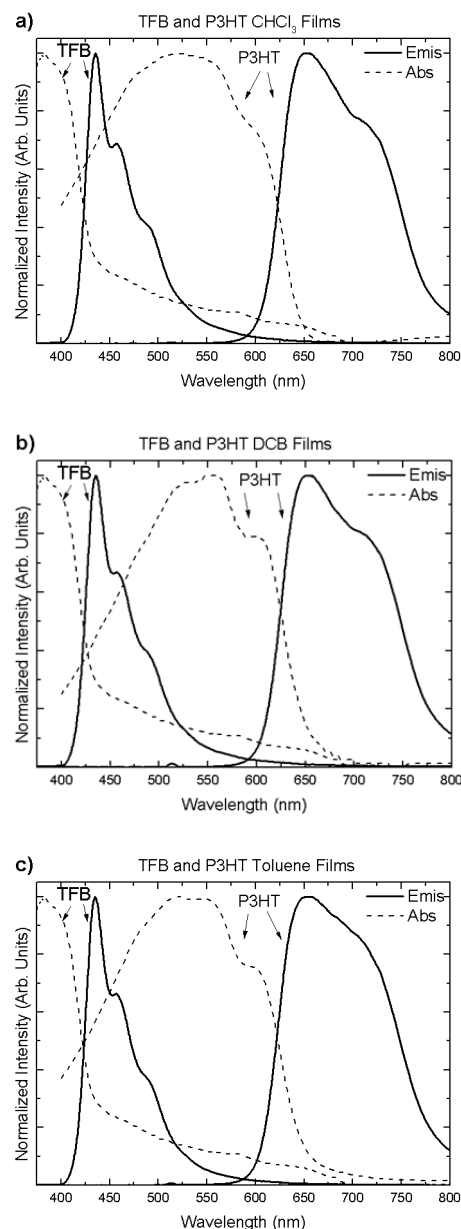 a)
TFB and P3HT CHCl₃ Films
TFB
P3HT
Emis
Abs
Normalized Intensity (Arb. Units)
400 450 500 550 600 650 700 750 800
Wavelength (nm)
b)
TFB and P3HT DCB Films
TFB
P3HT
Emis
Abs
Normalized Intensity (Arb. Units)
400 450 500 550 600 650 700 750 800
Wavelength (nm)
c)
TFB and P3HT Toluene Films
TFB
P3HT
Emis
Abs
Normalized Intensity (Arb. Units)
400 450 500 550 600 650 700 750 800
Wavelength (nm)